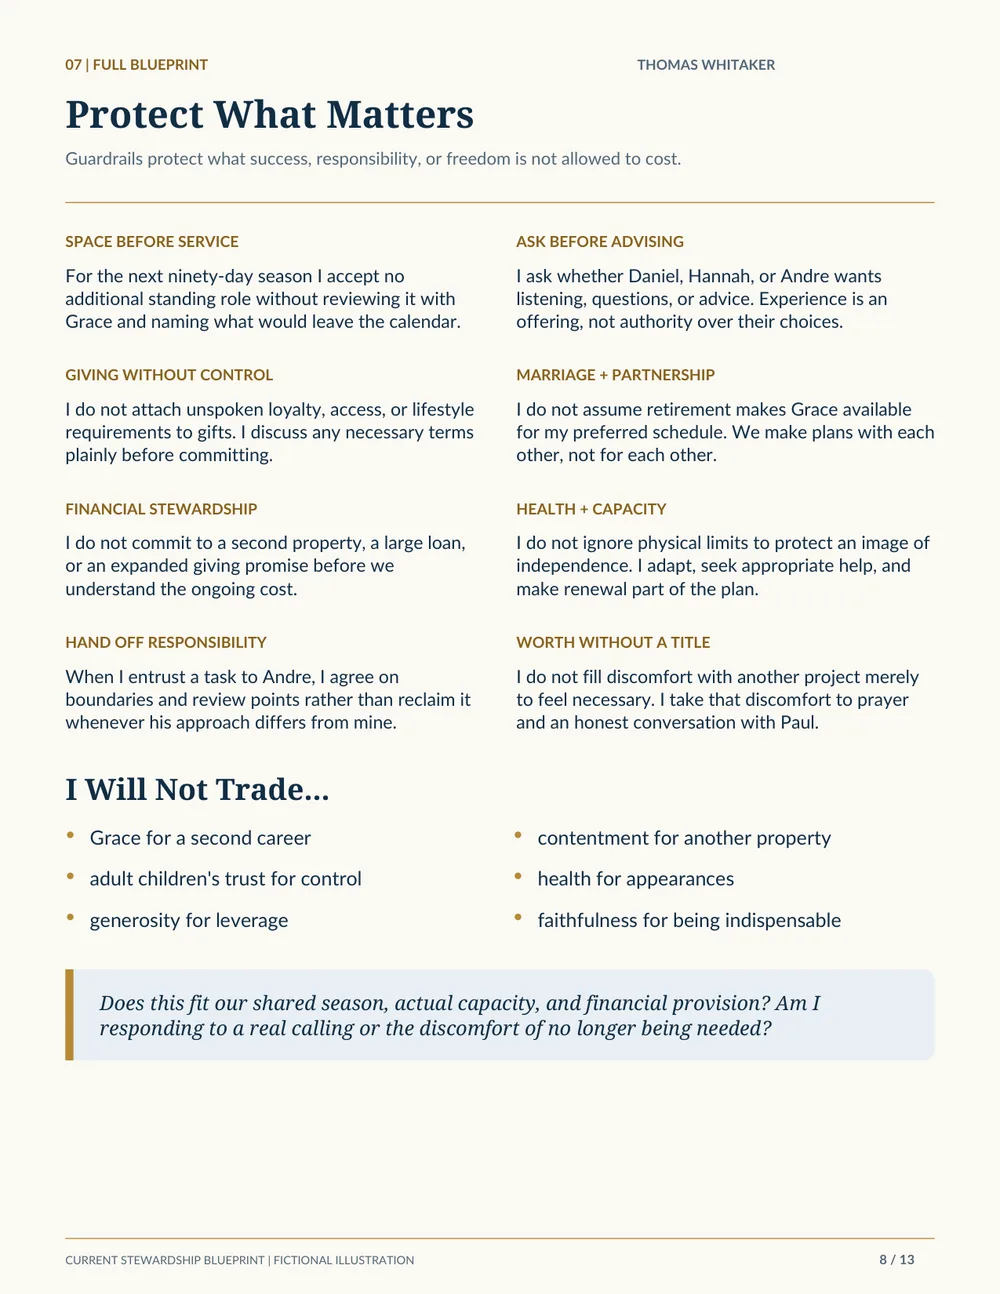 07 | FULL BLUEPRINT
THOMAS WHITAKER
Protect What Matters
Guardrails protect what success, responsibility, or freedom is not allowed to cost.
SPACE BEFORE SERVICE
For the next ninety-day season I accept no
additional standing role without reviewing it with
Grace and naming what would leave the calendar.
ASK BEFORE ADVISING
I ask whether Daniel, Hannah, or Andre wants
listening, questions, or advice. Experience is an
offering, not authority over their choices.
GIVING WITHOUT CONTROL
I do not attach unspoken loyalty, access, or lifestyle
requirements to gifts. I discuss any necessary terms
plainly before committing.
MARRIAGE + PARTNERSHIP
I do not assume retirement makes Grace available
for my preferred schedule. We make plans with each
other, not for each other.
FINANCIAL STEWARDSHIP
I do not commit to a second property, a large loan,
or an expanded giving promise before we
understand the ongoing cost.
HEALTH + CAPACITY
I do not ignore physical limits to protect an image of
independence. I adapt, seek appropriate help, and
make renewal part of the plan.
HAND OFF RESPONSIBILITY
When I entrust a task to Andre, I agree on
boundaries and review points rather than reclaim it
whenever his approach differs from mine.
WORTH WITHOUT A TITLE
I do not fill discomfort with another project merely
to feel necessary. I take that discomfort to prayer
and an honest conversation with Paul.
I Will Not Trade...
• Grace for a second career
• adult children's trust for control
• generosity for leverage
• contentment for another property
• health for appearances
• faithfulness for being indispensable
Does this fit our shared season, actual capacity, and financial provision? Am I
responding to a real calling or the discomfort of no longer being needed?
CURRENT STEWARDSHIP BLUEPRINT | FICTIONAL ILLUSTRATION
8 / 13